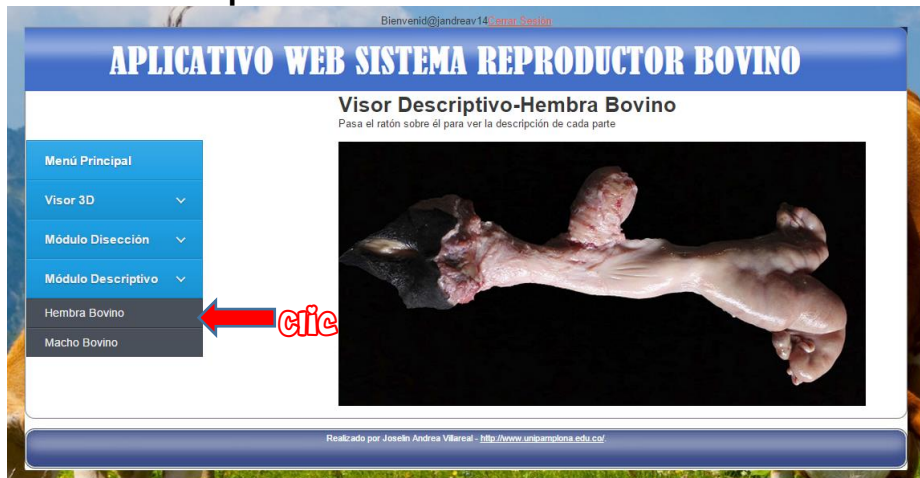 Bienvenid@jandreav14Cerrar Sesión
APLICATIVO WEB SISTEMA REPRODUCTOR BOVINO
Visor Descriptivo-Hembra Bovino
Pasa el ratón sobre él para ver la descripción de cada parte
Menú Principal
Visor 3D
Módulo Disección
Módulo Descriptivo
Hembra Bovino
Clic
Macho Bovino
Realizado por Joselin Andrea Villareal - http://www.unipamplona.edu.co/.